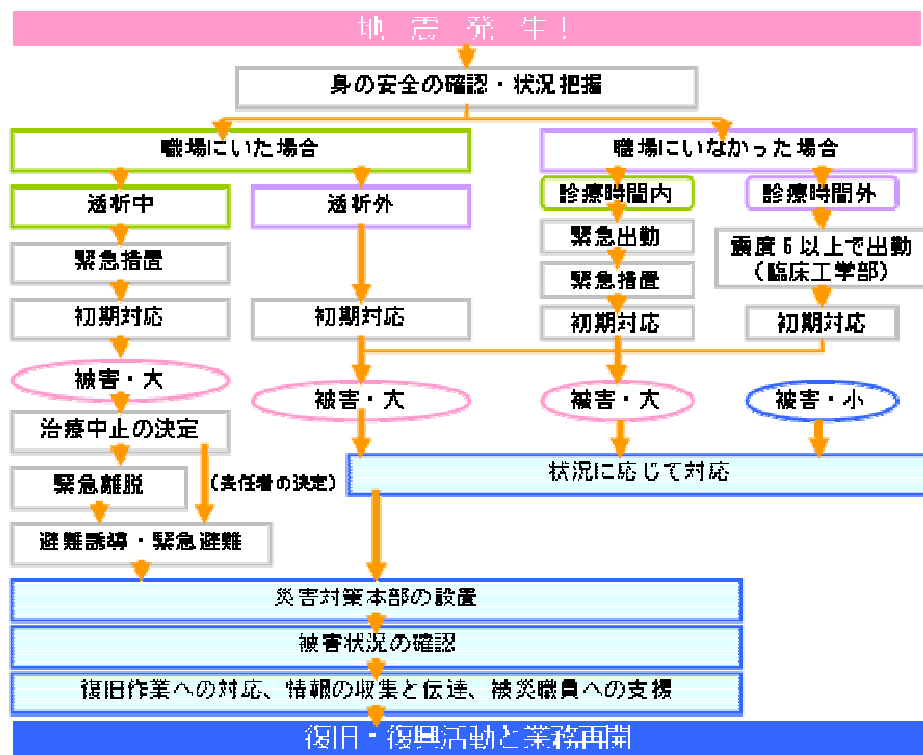 地 震 発 生！
身の安全の確認・状況把握
職場にいた場合
職場にいなかった場合
透析中
透析外
診療時間内
診療時間外
緊急措置
緊急出勤
震度６以上で出勤
（臨床工学部）
緊急措置
初期対応
初期対応
初期対応
初期対応
被害・大
被害・大
被害・大
被害・小
治療中止の決定
状況に応じて対応
緊急離脱
（責任者の決定）
避難誘導・緊急避難
災害対策本部の設置
被害状況の確認
復旧作業への対応、情報の収集と伝達、被災職員への支援
復旧・復興活動と業務再開